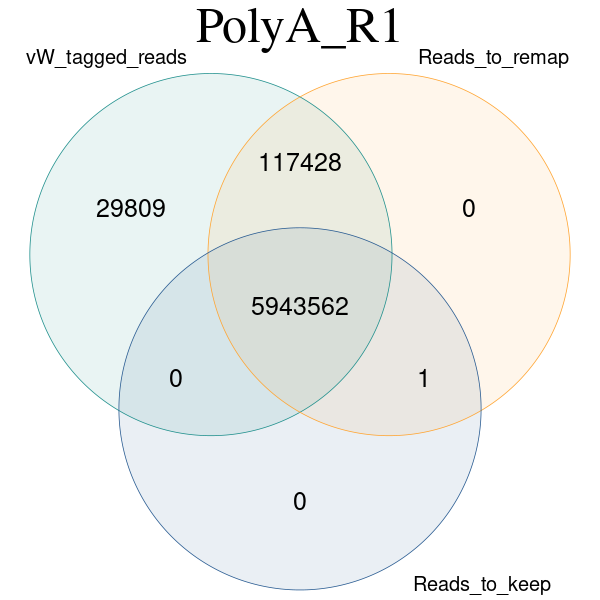 PolyA_R1
vW_tagged_reads
Reads_to_remap
117428
29809
0
5943562
0
1
0
Reads_to_keep